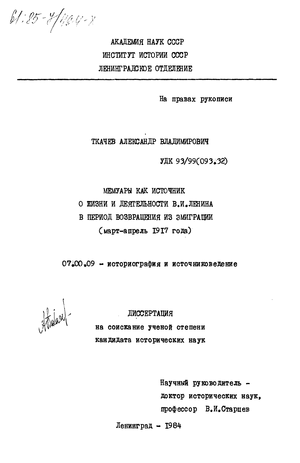 61:85-7/204-7
АКАДЕМИЯ НАУК СССР
ИНСТИТУТ ИСТОРИИ СССР
ЛЕНИНГРАДСКОЕ ОТДЕЛЕНИЕ
На правах рукописи
ТКАЧЕВ АЛЕКСАНДР ВЛАДИМИРОВИЧ
УДК 93/99(093.32)
МЕМУАРЫ КАК ИСТОЧНИК
О ЖИЗНИ И ДЕЯТЕЛЬНОСТИ В.И.ЛЕНИНА
В ПЕРИОД ВОЗВРАЩЕНИЯ ИЗ ЭМИГРАЦИИ
(март-апрель 1917 года)
07.00.09 - историография и источниковедение
ДИССЕРТАЦИЯ
на соискание ученой степени
кандидата исторических наук
Научный руководитель -
доктор исторических наук,
профессор В.И.Старцев
Ленинград - 1984